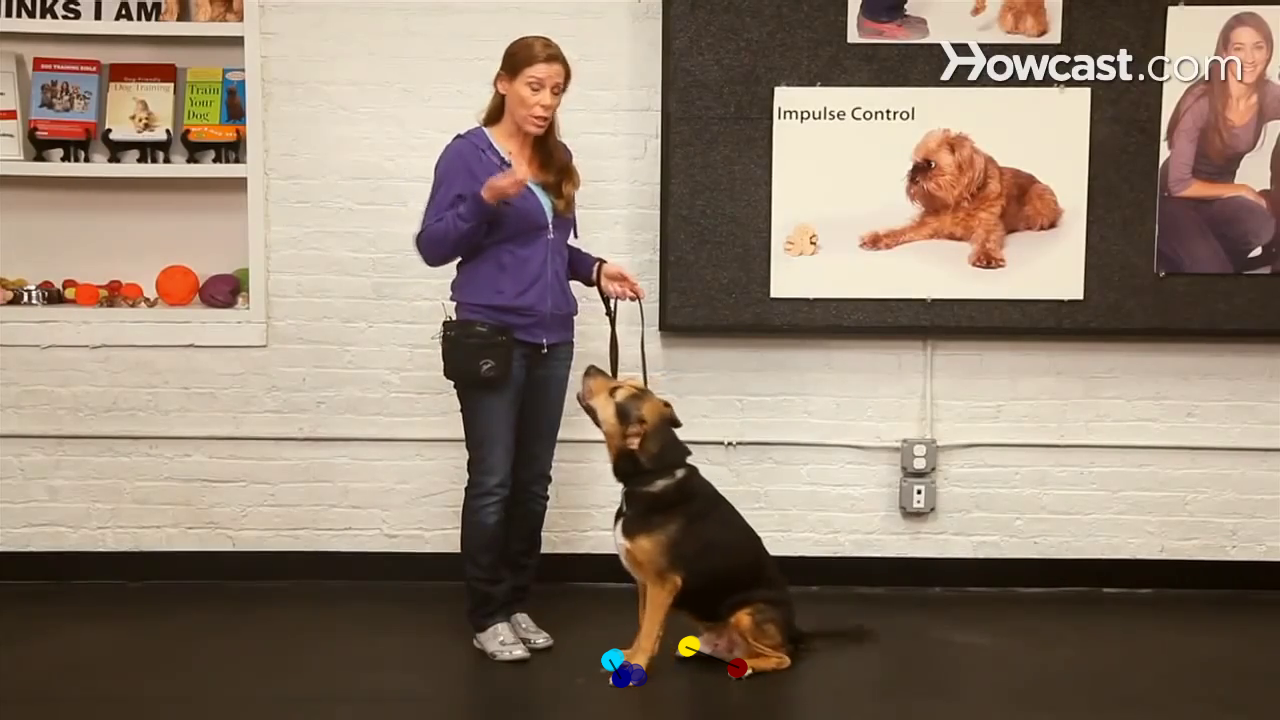 INKS I AM
DOG TRAINING BIBLE
Dog-Friendly
Dog Training
Train
Your
Dog
Howcast.com
Impulse Control